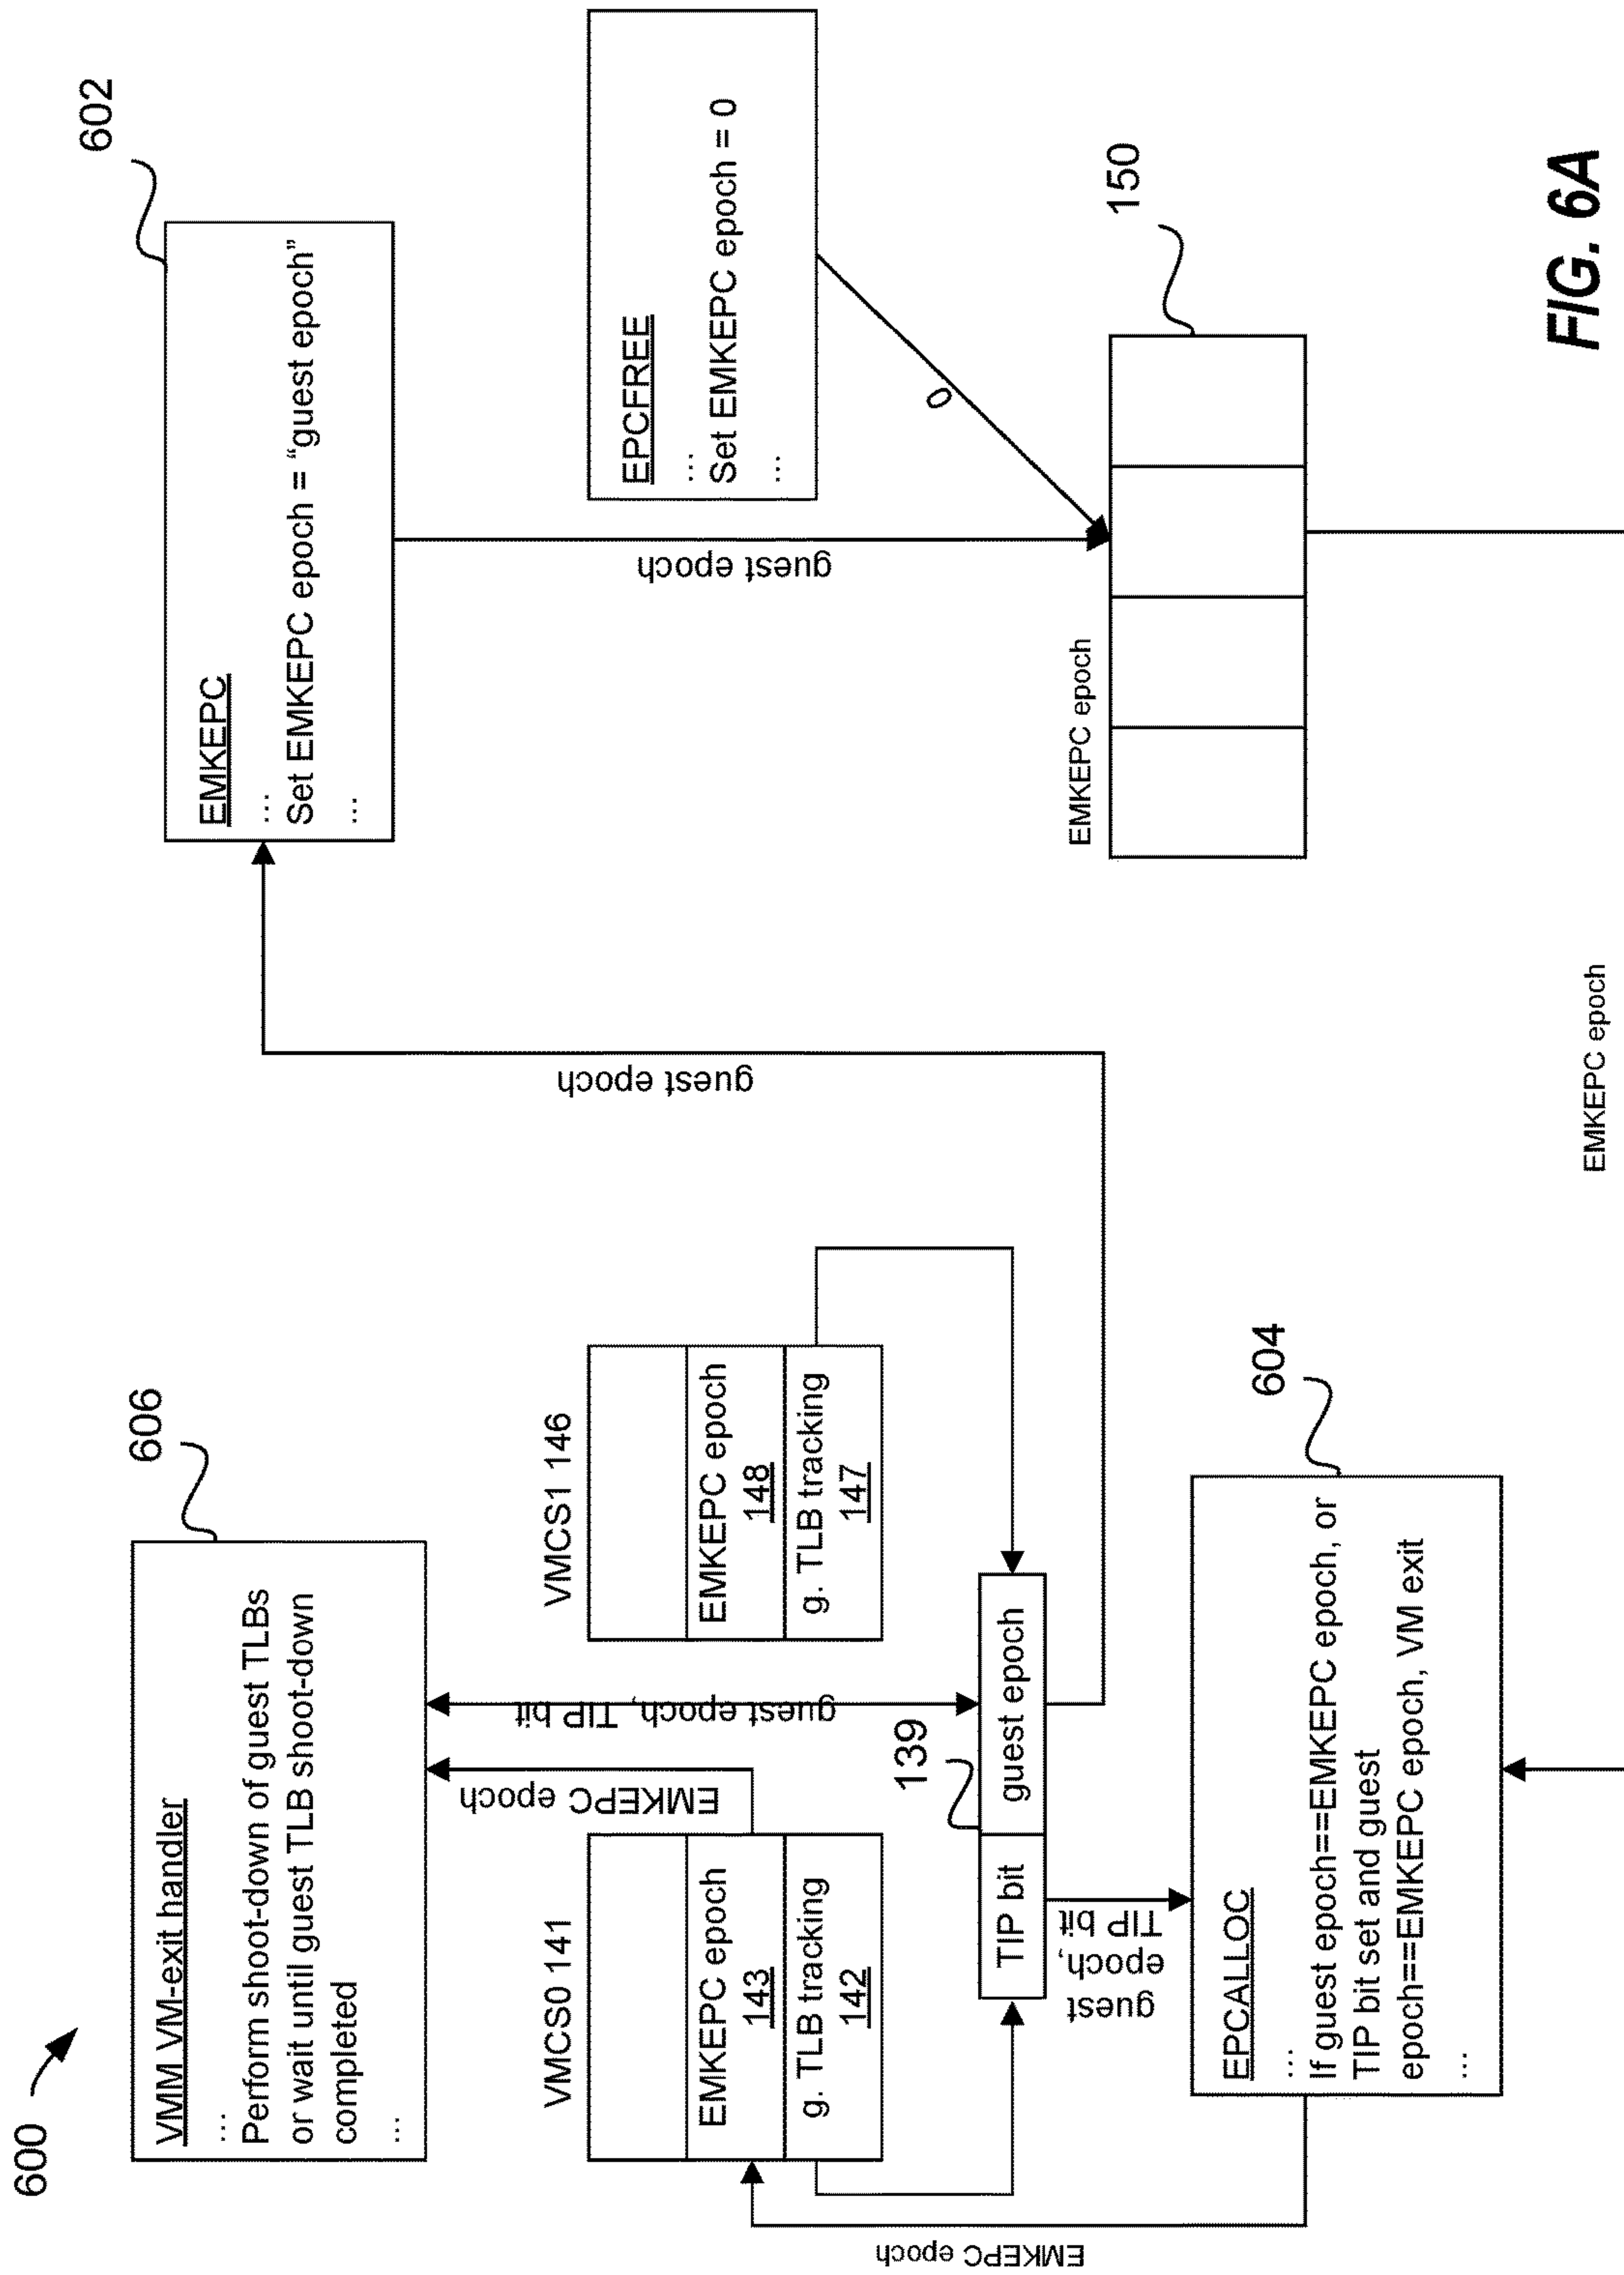 600
VMM VM-exit handler
...
Perform shoot-down of guest TLBs
or wait until guest TLB shoot-down
completed
...
606
EMKEPC
...
Set EMKEPC epoch = “guest epoch”
...
602
VMCS0 141
EMKEPC epoch
143
g. TLB tracking
142
EMKEPC epoch
guest epoch, TIP bit
VMCS1 146
EMKEPC epoch
148
g. TLB tracking
147
guest epoch
guest epoch
EPCFREE
...
Set EMKEPC epoch = 0
...
0
139
TIP bit
guest epoch
guest
epoch,
TIP bit
EMKEPC epoch
EMKEPC epoch
150
EPCALLOC
...
If guest epoch==EMKEPC epoch, or
TIP bit set and guest
epoch==EMKEPC epoch, VM exit
...
604
EMKEPC epoch
FIG. 6A